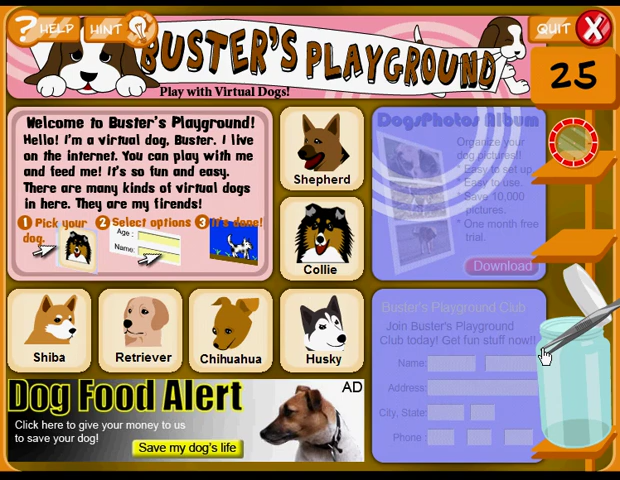 HELP
HINT
QUIT
BUSTER'S PLAYGROUND
Play with Virtual Dogs!
25
Welcome to Buster's Playground!
Hello! I'm a virtual dog, Buster. I live
on the internet. You can play with me
and feed me! It's so fun and easy.
There are many kinds of virtual dogs
in here. They are my firends!
1 Pick your
dog.
2 Select options
Age :
Name:
3 It's done!
Shepherd
Collie
DogsPhotos Album
Organize your
dog pictures!!
* Easy to set up.
* Easy to use.
* Save 10,000
pictures.
* One month free
trial.
Download
Shiba
Retriever
Chihuahua
Husky
Buster's Playground Club
Join Buster's Playground
Club today! Get fun stuff now!!
Name:
Address:
City, State:
Phone :
Dog Food Alert
AD
Click here to give your money to us
to save your dog!
Save my dog's life